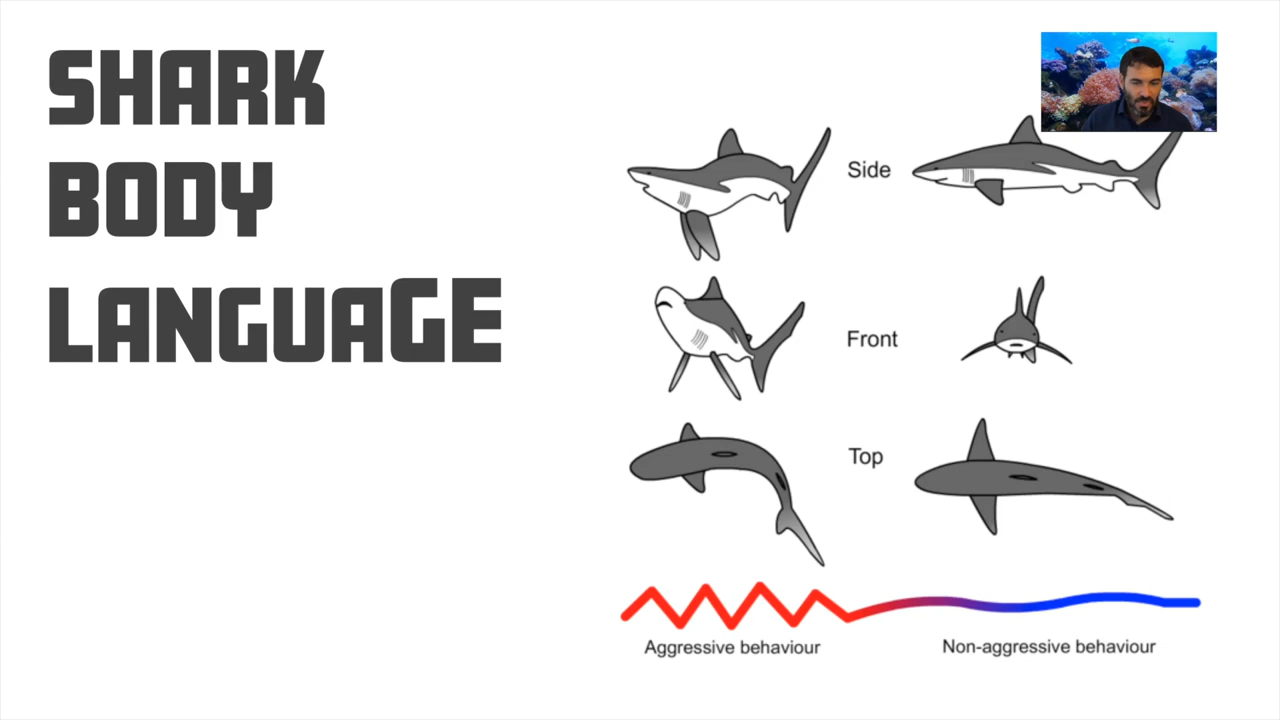 SHARK
BODY
LANGUAGE
Side
Front
Top
Aggressive behaviour
Non-aggressive behaviour